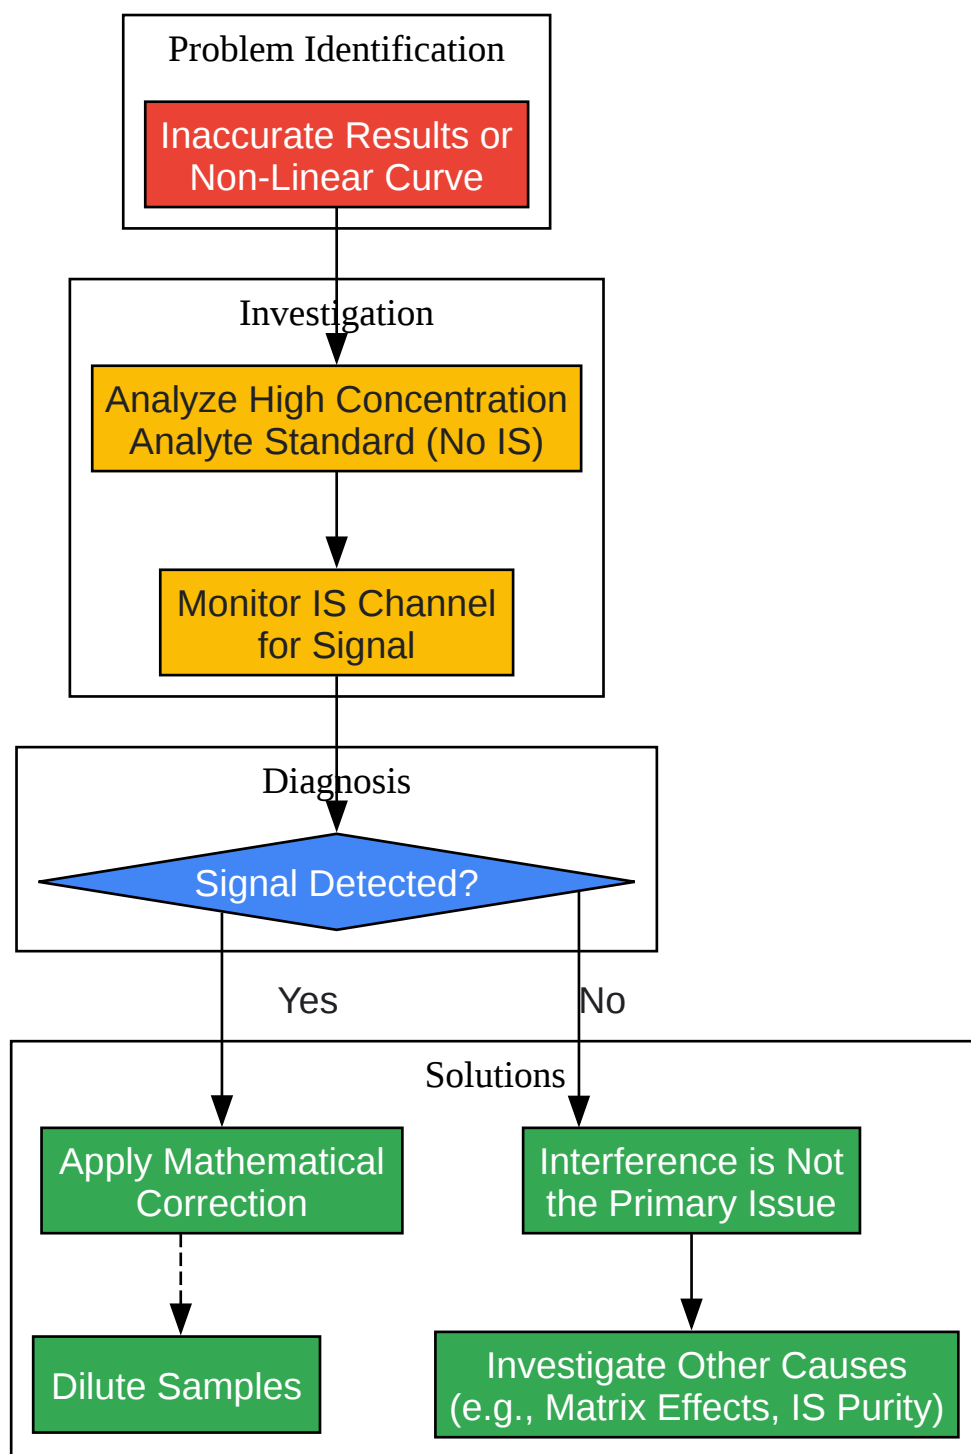 Problem Identification
Inaccurate Results or
Non-Linear Curve
Investigation
Analyze High Concentration
Analyte Standard (No IS)
Monitor IS Channel
for Signal
Diagnosis
Signal Detected?
Yes
No
Solutions
Apply Mathematical
Correction
Interference is Not
the Primary Issue
Dilute Samples
Investigate Other Causes
(e.g., Matrix Effects, IS Purity)